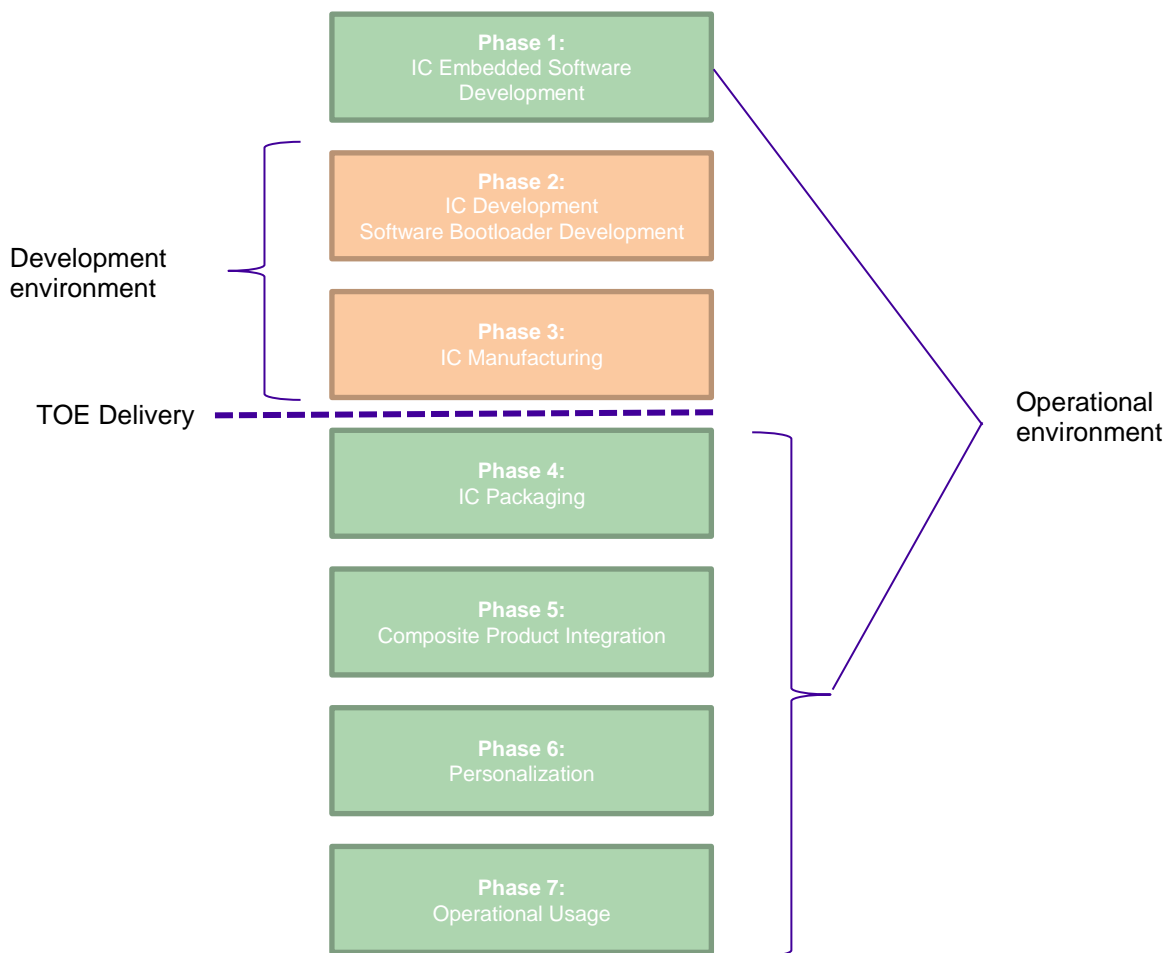 Phase 1:
IC Embedded Software
Development
Phase 2:
IC Development
Software Bootloader Development
Development
environment
Phase 3:
IC Manufacturing
TOE Delivery
Operational
environment
Phase 4:
IC Packaging
Phase 5:
Composite Product Integration
Phase 6:
Personalization
Phase 7:
Operational Usage